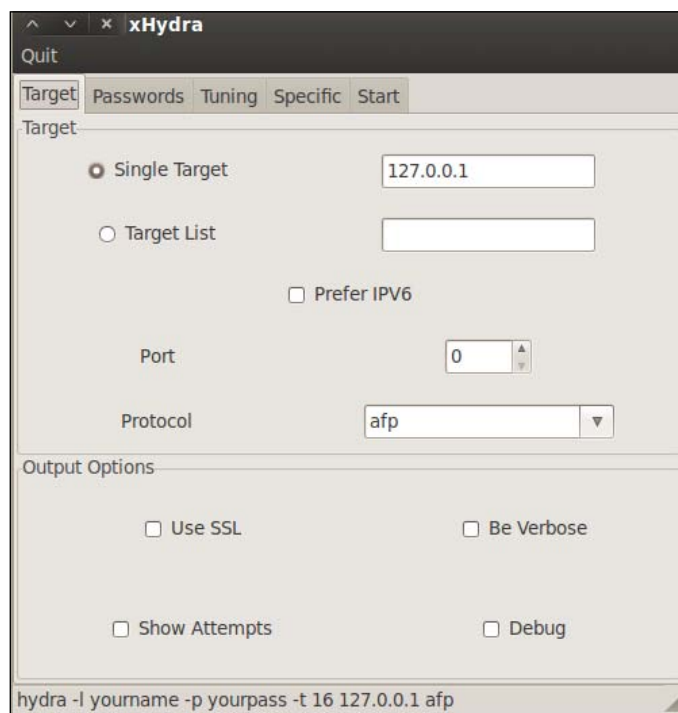 xHydra
Quit
Target Passwords Tuning Specific Start
Target
Single Target 127.0.0.1
Target List
Prefer IPV6
Port 0
Protocol afp
Output Options
Use SSL Be Verbose
Show Attempts Debug
hydra -l yourname -p yourpass -t 16 127.0.0.1 afp